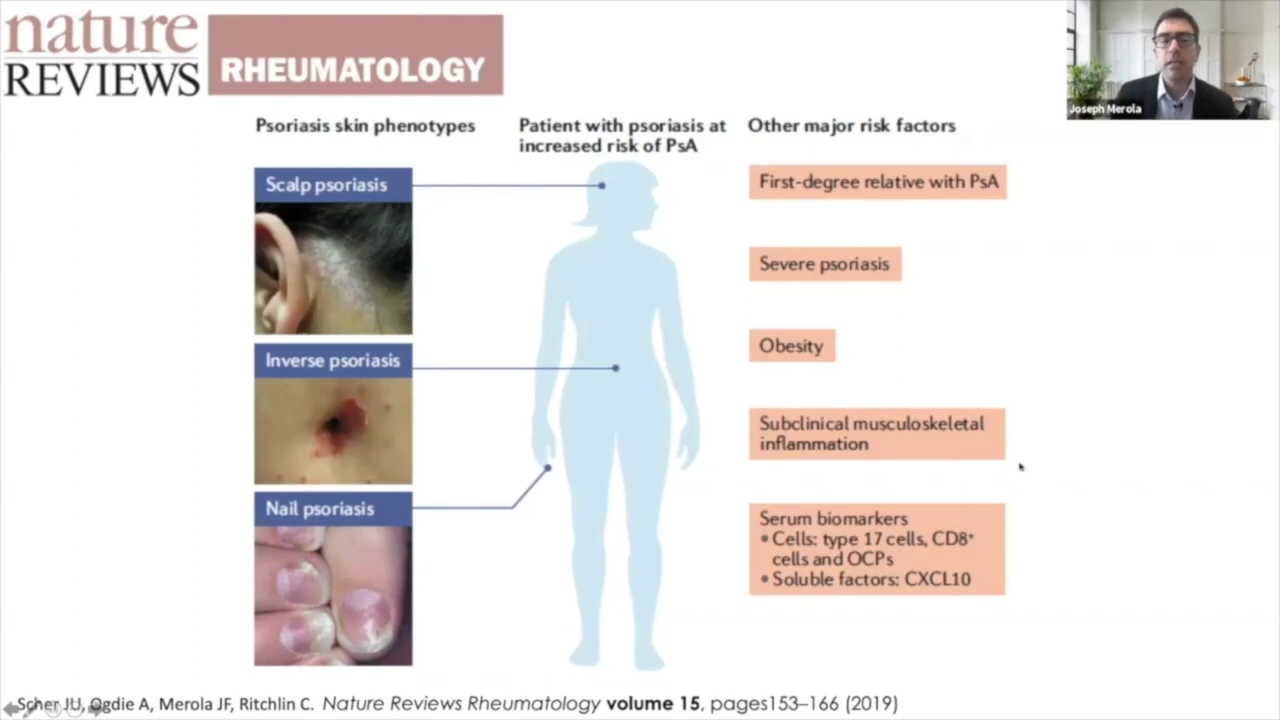 nature
REVIEWS
RHEUMATOLOGY
Joseph Merola
Psoriasis skin phenotypes
Patient with psoriasis at
increased risk of PsA
Other major risk factors
Scalp psoriasis
First-degree relative with PsA
Severe psoriasis
Inverse psoriasis
Obesity
Subclinical musculoskeletal
inflammation
Nail psoriasis
Serum biomarkers
• Cells: type 17 cells, CD8⁺
cells and OCPs
• Soluble factors: CXCL10
Scher JU, Ogdie A, Merola JF, Ritchlin C. Nature Reviews Rheumatology volume 15, pages153–166 (2019)